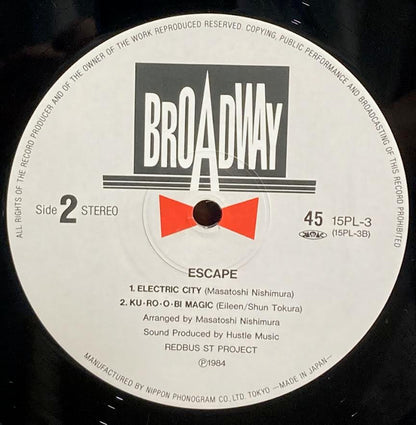 ALL RIGHTS OF THE RECORD PRODUCER AND OF THE OWNER OF THE WORK REPRODUCED RESERVED. COPYING, PUBLIC PERFORMANCE AND BROADCASTING OF THIS RECORD PROHIBITED
BROADWAY
Side 2 STEREO
45 15PL-3
(15PL-3B)
ESCAPE
1. ELECTRIC CITY (Masatoshi Nishimura)
2. KU·RO·O·BI MAGIC (Eileen/Shun Tokura)
Arranged by Masatoshi Nishimura
Sound Produced by Hustle Music
REDBUS ST PROJECT
Ⓟ1984
MANUFACTURED BY NIPPON PHONOGRAM CO., LTD. TOKYO —MADE IN JAPAN—